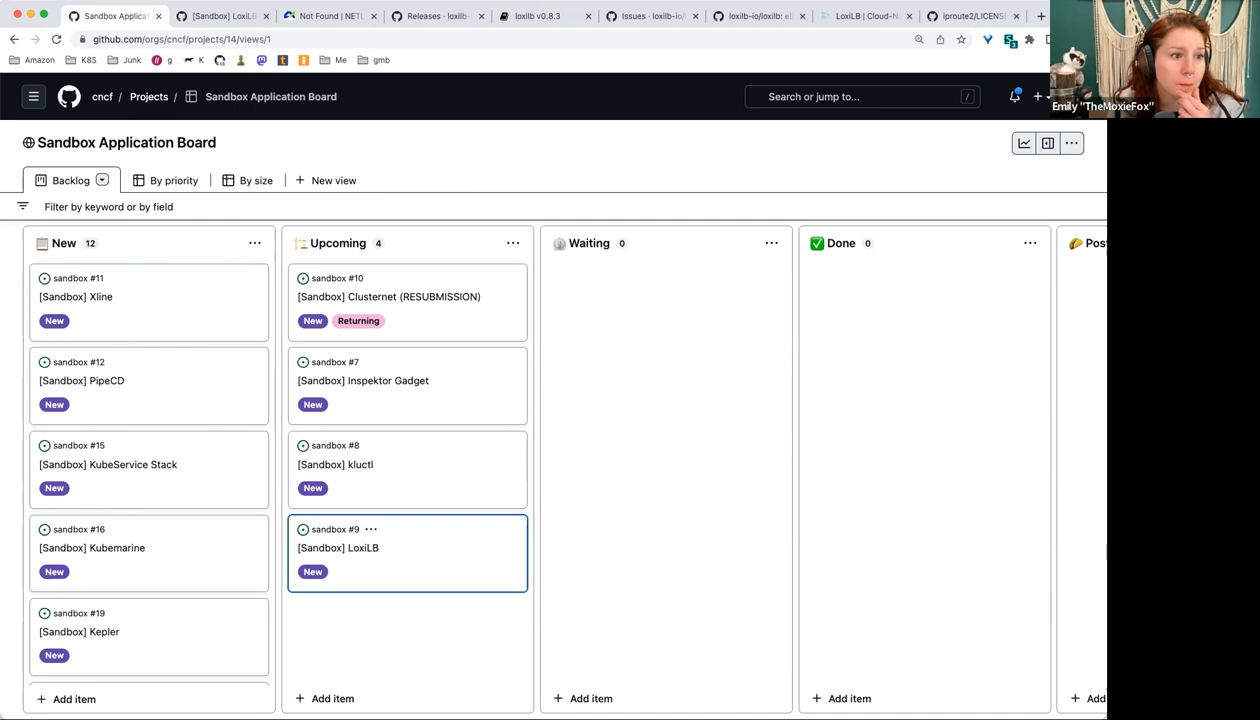 Sandbox Applicat
[Sandbox] LoxiLB
Not Found | NETL
Releases · loxilb-
loxilb v0.8.3
Issues · loxilb-io/l
loxilb-io/loxilb: eB
LoxiLB | Cloud-N
iproute2/LICENSE
github.com/orgs/cncf/projects/14/views/1
Amazon
K8S
Junk
g
K
Me
gmb
Emily "TheMoxieFox"
cncf / Projects / Sandbox Application Board
Search or jump to...
/
Sandbox Application Board
Backlog
By priority
By size
New view
Filter by keyword or by field
New 12
sandbox #11
[Sandbox] Xline
New
sandbox #12
[Sandbox] PipeCD
New
sandbox #15
[Sandbox] KubeService Stack
New
sandbox #16
[Sandbox] Kubemarine
New
sandbox #19
[Sandbox] Kepler
New
Add item
Upcoming 4
sandbox #10
[Sandbox] Clusternet (RESUBMISSION)
New Returning
sandbox #7
[Sandbox] Inspektor Gadget
New
sandbox #8
[Sandbox] kluctl
New
sandbox #9
[Sandbox] LoxiLB
New
Add item
Waiting 0
Add item
Done 0
Add item
Post
Add